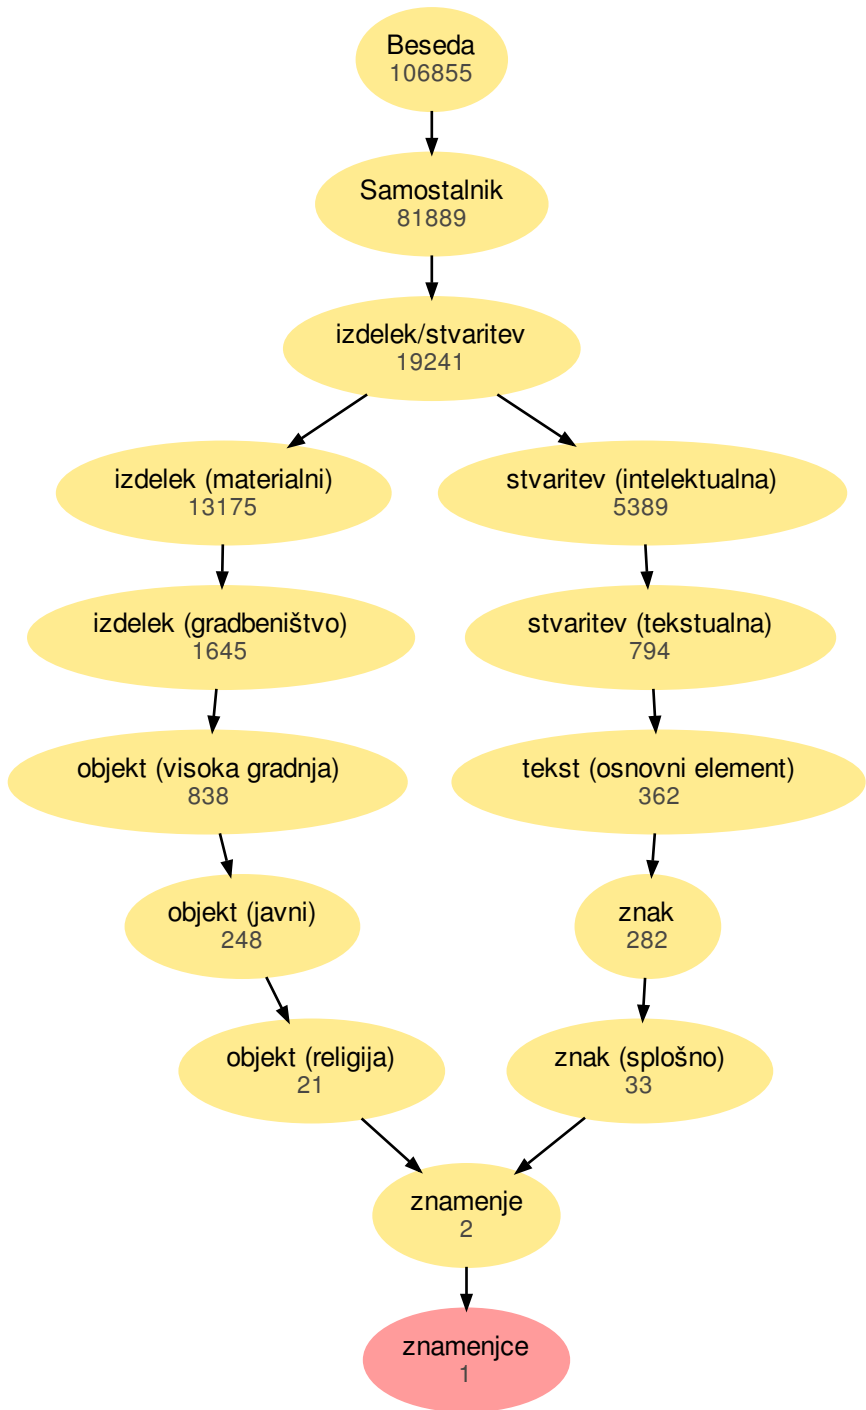 Beseda
106855
Samostalnik
81889
izdelek/stvaritev
19241
izdelek (materialni)
13175
stvaritev (intelektualna)
5389
izdelek (gradbeništvo)
1645
stvaritev (tekstualna)
794
objekt (visoka gradnja)
838
tekst (osnovni element)
362
objekt (javni)
248
znak
282
objekt (religija)
21
znak (splošno)
33
znamenje
2
znamenjce
1